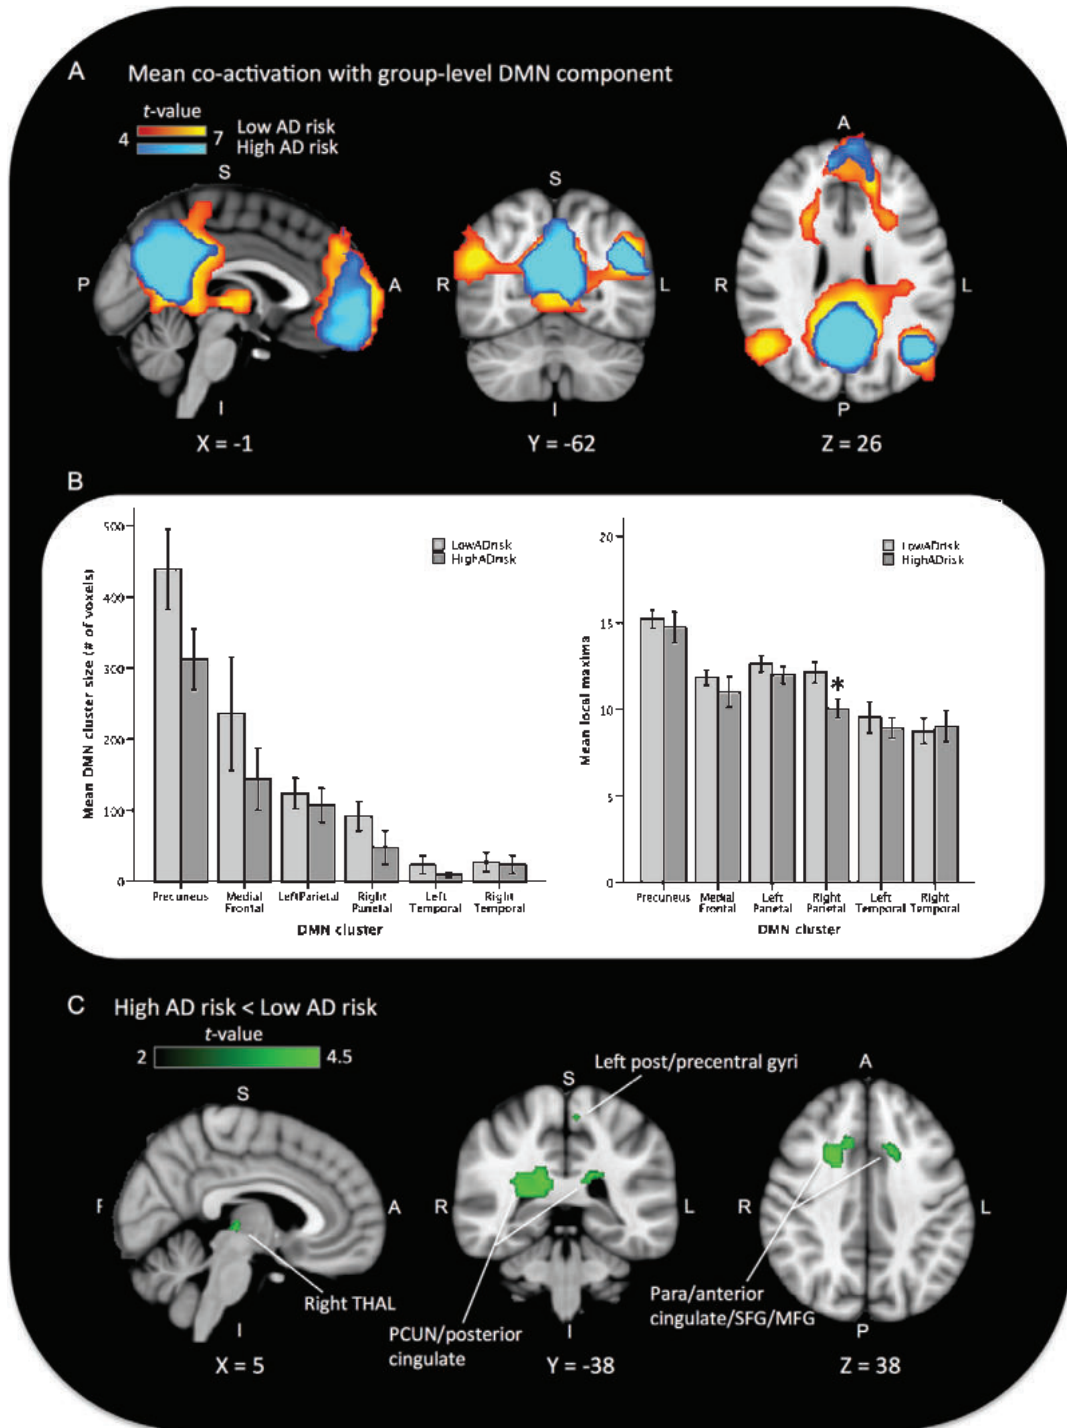 A Mean co-activation with group-level DMN component
t-value
4 7 Low AD risk
High AD risk
S
P A
I
X = -1
S
R L
I
Y = -62
A
R L
P
Z = 26
B
Mean DMN cluster size (# of voxels)
500
400
300
200
100
0
LowADrisk
HighADrisk
Precuneus Medial Frontal LeftParietal Right Parietal Left Temporal Right Temporal
DMN cluster
Mean local maxima
20
15
10
5
0
LowADrisk
HighADrisk
*
Precuneus Medial Frontal Left Parietal Right Parietal Left Temporal Right Temporal
DMN cluster
C High AD risk < Low AD risk
t-value
2 4.5
S
A
I
Right THAL
X = 5
Left post/precentral gyri
S
R L
I
PCUN/posterior
cingulate
Y = -38
A
R L
Para/anterior
cingulate/SFG/MFG
P
Z = 38